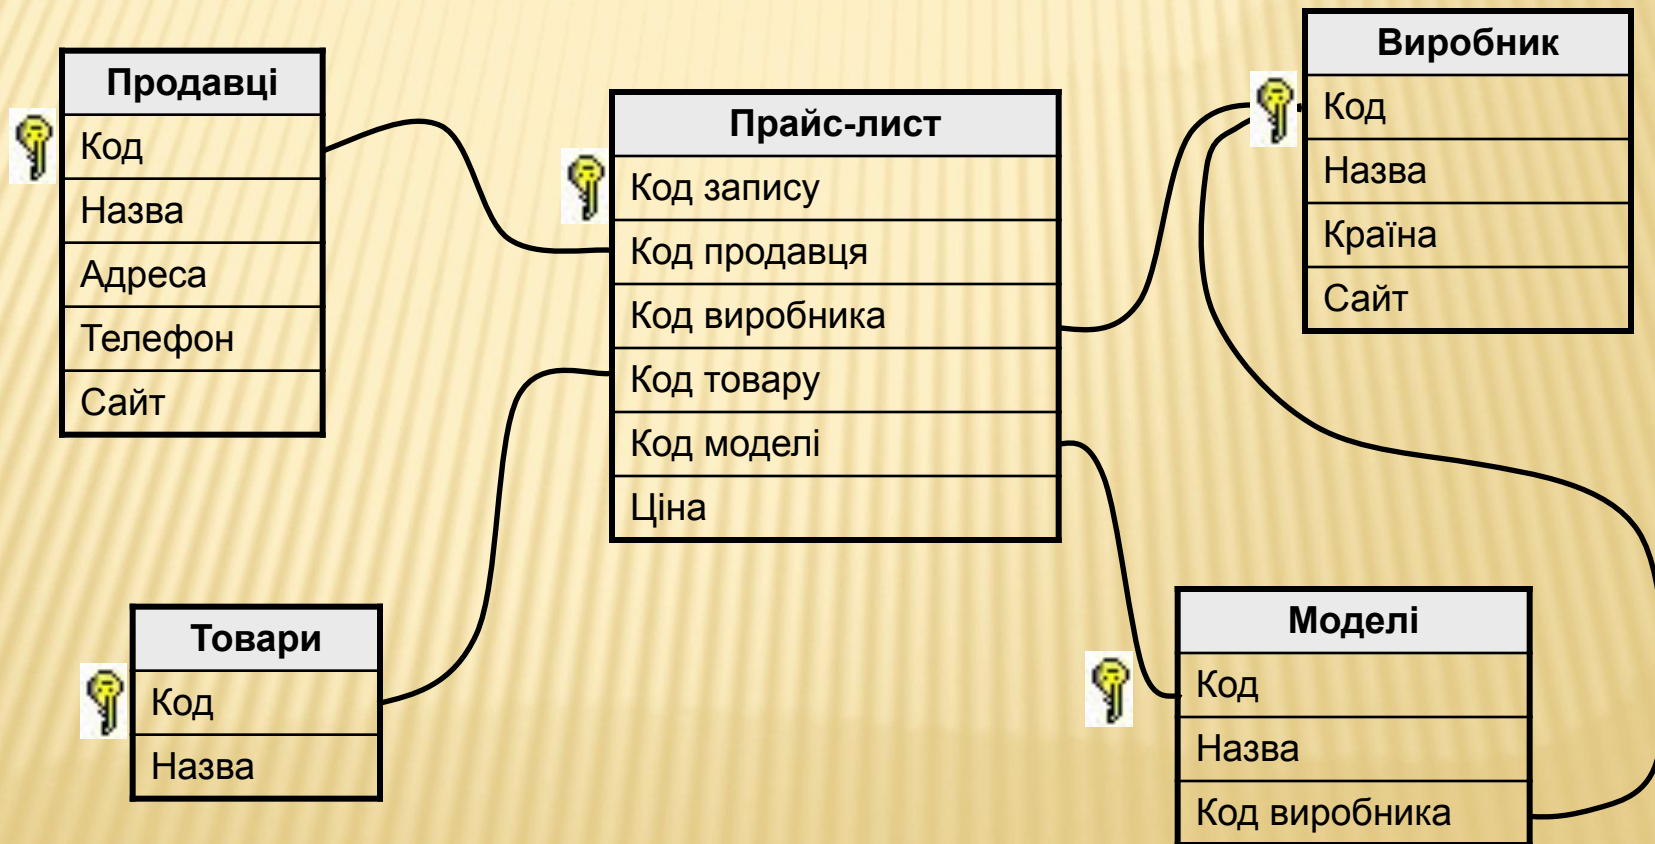 Продавці
Код
Назва
Адреса
Телефон
Сайт
Прайс-лист
Код запису
Код продавця
Код виробника
Код товару
Код моделі
Ціна
Виробник
Код
Назва
Країна
Сайт
Товари
Код
Назва
Моделі
Код
Назва
Код виробника